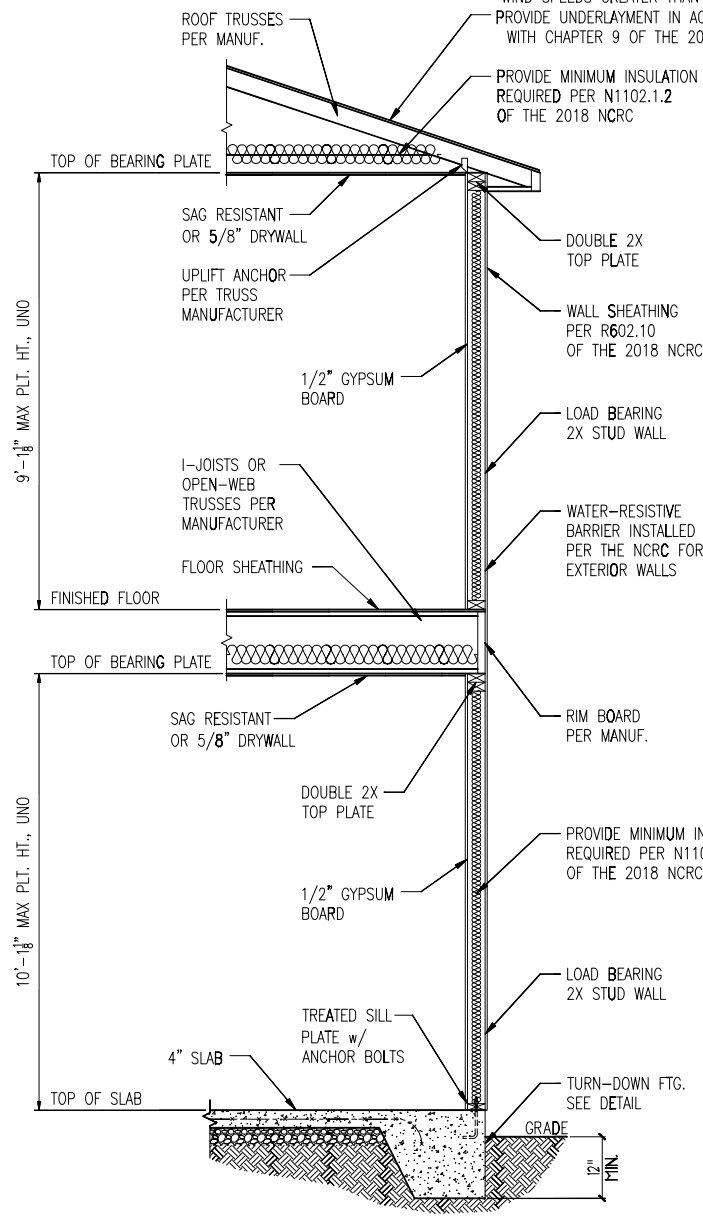 WIND SPEEDS GREATER THAN
ROOF TRUSSES
PER MANUF.
PROVIDE UNDERLAYMENT IN
WITH CHAPTER 9 OF THE
PROVIDE MINIMUM INSULATION
REQUIRED PER N1102.1.2
OF THE 2018 NCRC
TOP OF BEARING PLATE
SAG RESISTANT
OR 5/8" DRYWALL
DOUBLE 2X
TOP PLATE
UPLIFT ANCHOR
PER TRUSS
MANUFACTURER
WALL SHEATHING
PER R602.10
OF THE 2018 NCRC
1/2" GYPSUM
BOARD
9'-1 1/8" MAX PLT. HT., UNO
LOAD BEARING
2X STUD WALL
I-JOISTS OR
OPEN-WEB
TRUSSES PER
MANUFACTURER
WATER-RESISTIVE
BARRIER INSTALLED
PER THE NCRC FOR
EXTERIOR WALLS
FLOOR SHEATHING
FINISHED FLOOR
TOP OF BEARING PLATE
SAG RESISTANT
OR 5/8" DRYWALL
RIM BOARD
PER MANUF.
DOUBLE 2X
TOP PLATE
PROVIDE MINIMUM
REQUIRED PER
OF THE 2018 NCRC
1/2" GYPSUM
BOARD
10'-1 1/8" MAX PLT. HT., UNO
LOAD BEARING
2X STUD WALL
TREATED SILL
PLATE w/
ANCHOR BOLTS
4" SLAB
TOP OF SLAB
TURN-DOWN FTG.
SEE DETAIL
GRADE
12"
MIN.